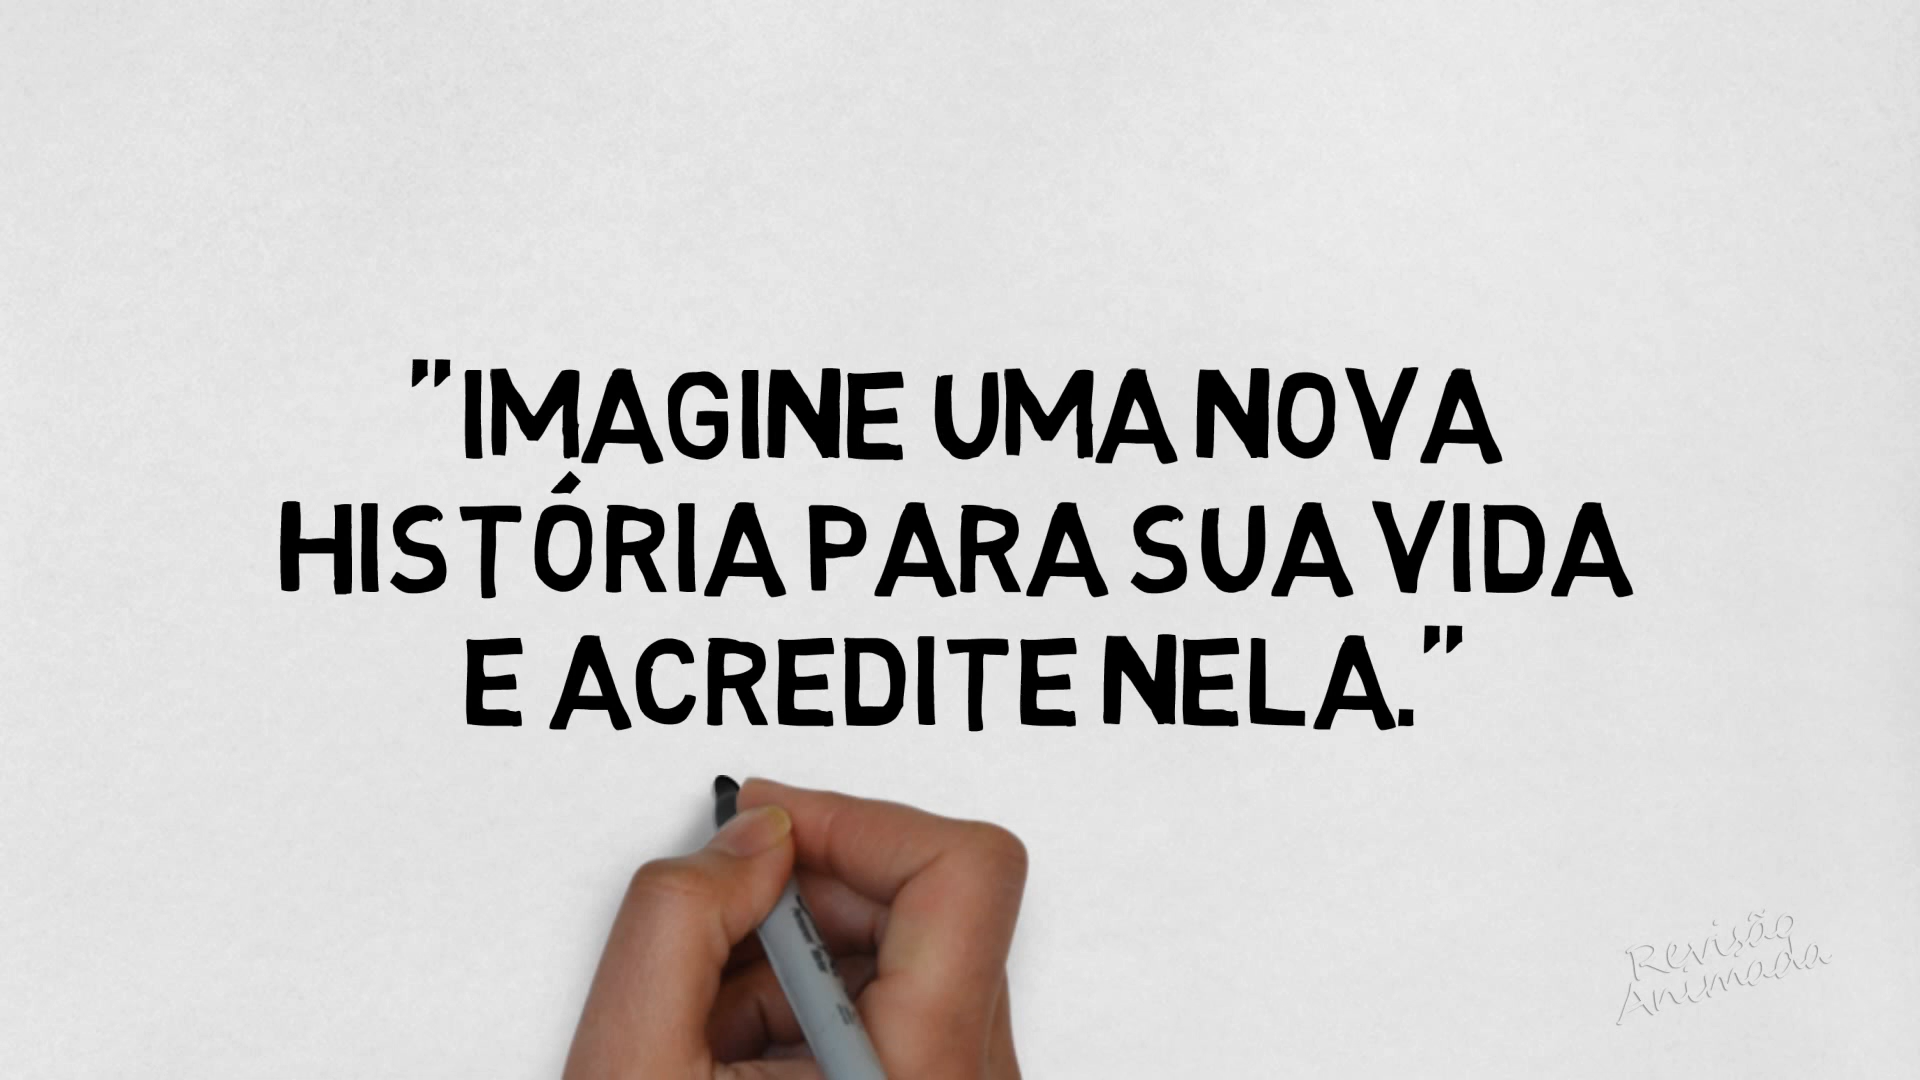 "IMAGINE UMA NOVA
HISTÓRIA PARA SUA VIDA
E ACREDITE NELA."
Revisão
Animada